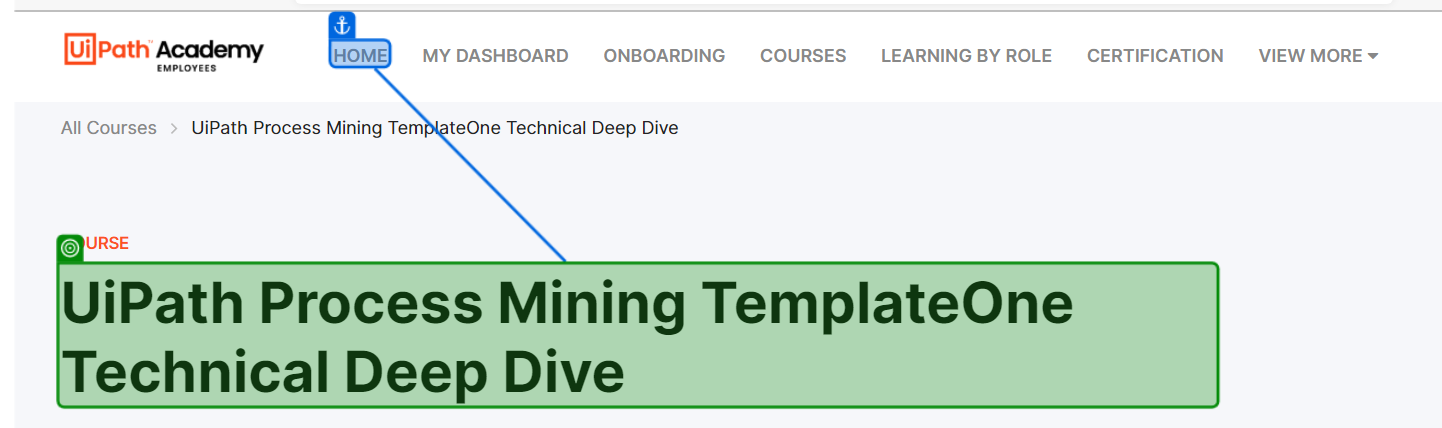 UiPath Academy
EMPLOYEES
HOME
MY DASHBOARD
ONBOARDING
COURSES
LEARNING BY ROLE
CERTIFICATION
VIEW MORE
All Courses > UiPath Process Mining TemplateOne Technical Deep Dive
URSE
UiPath Process Mining TemplateOne
Technical Deep Dive